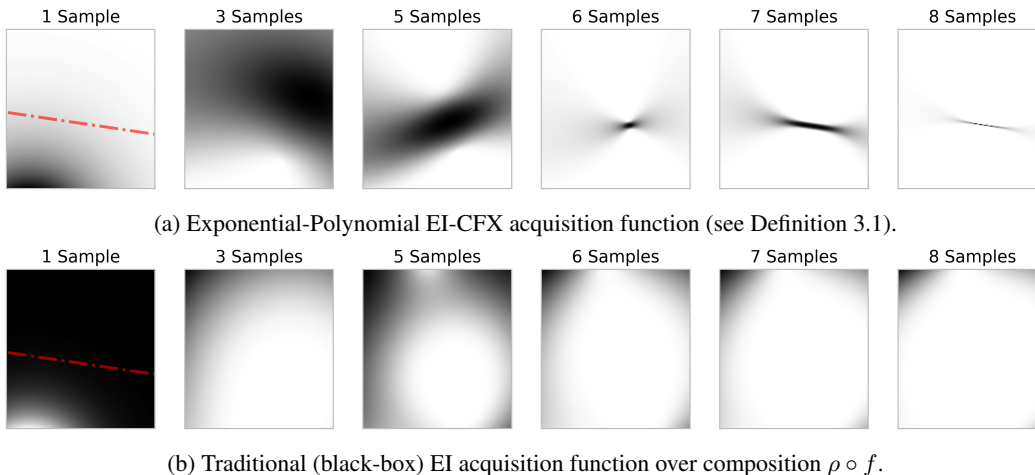 1 Sample 3 Samples 5 Samples 6 Samples 7 Samples 8 Samples
(a) Exponential-Polynomial EI-CFX acquisition function (see Definition 3.1).
1 Sample 3 Samples 5 Samples 6 Samples 7 Samples 8 Samples
(b) Traditional (black-box) EI acquisition function over composition ρ ∘ f.